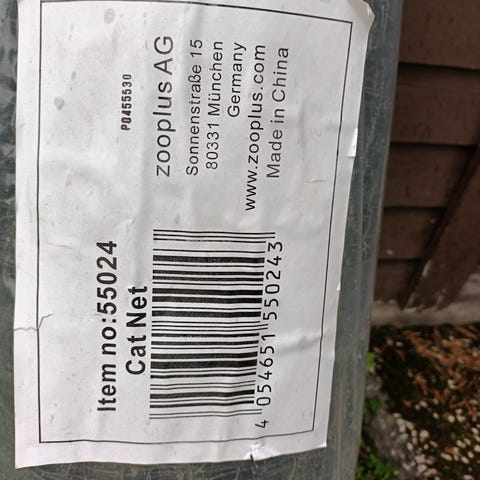 Item no:55024
Cat Net
4 054651 550243
P0455530
zooplus AG
Sonnenstraße 15
80331 München
Germany
www.zooplus.com
Made in China